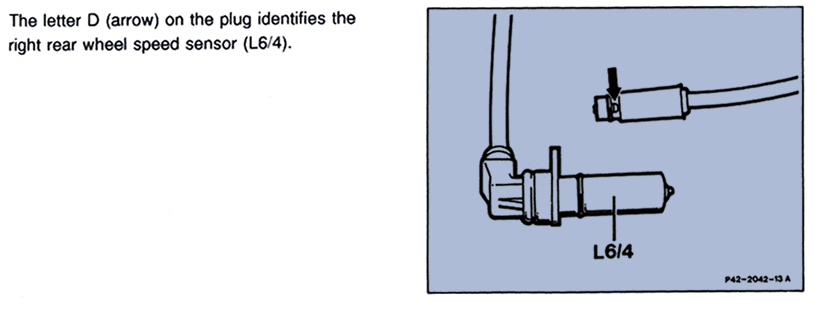 The letter D (arrow) on the plug identifies the
right rear wheel speed sensor (L6/4).
L6/4
P42-2042-13 A